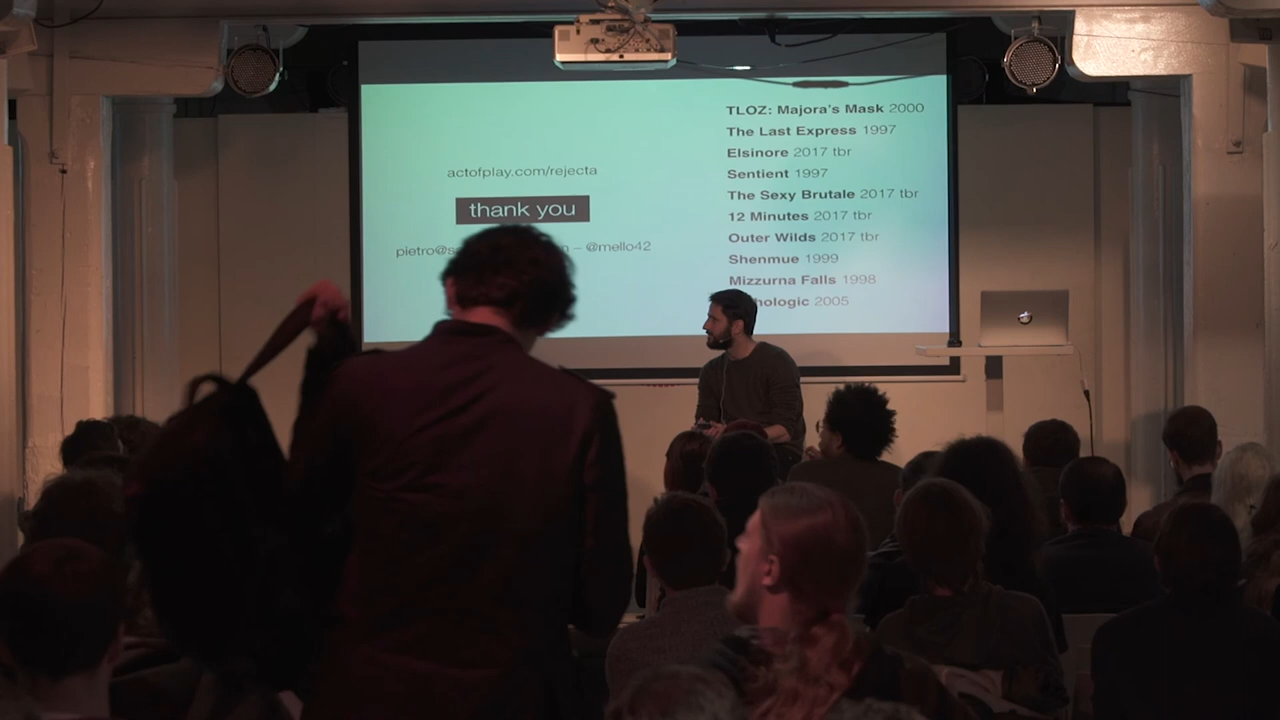 actofplay.com/rejecta
thank you
– @mello42
TLOZ: Majora's Mask 2000
The Last Express 1997
Elsinore 2017 tbr
Sentient 1997
The Sexy Brutale 2017 tbr
12 Minutes 2017 tbr
Outer Wilds 2017 tbr
Shenmue 1999
Mizzurna Falls 1998
2005